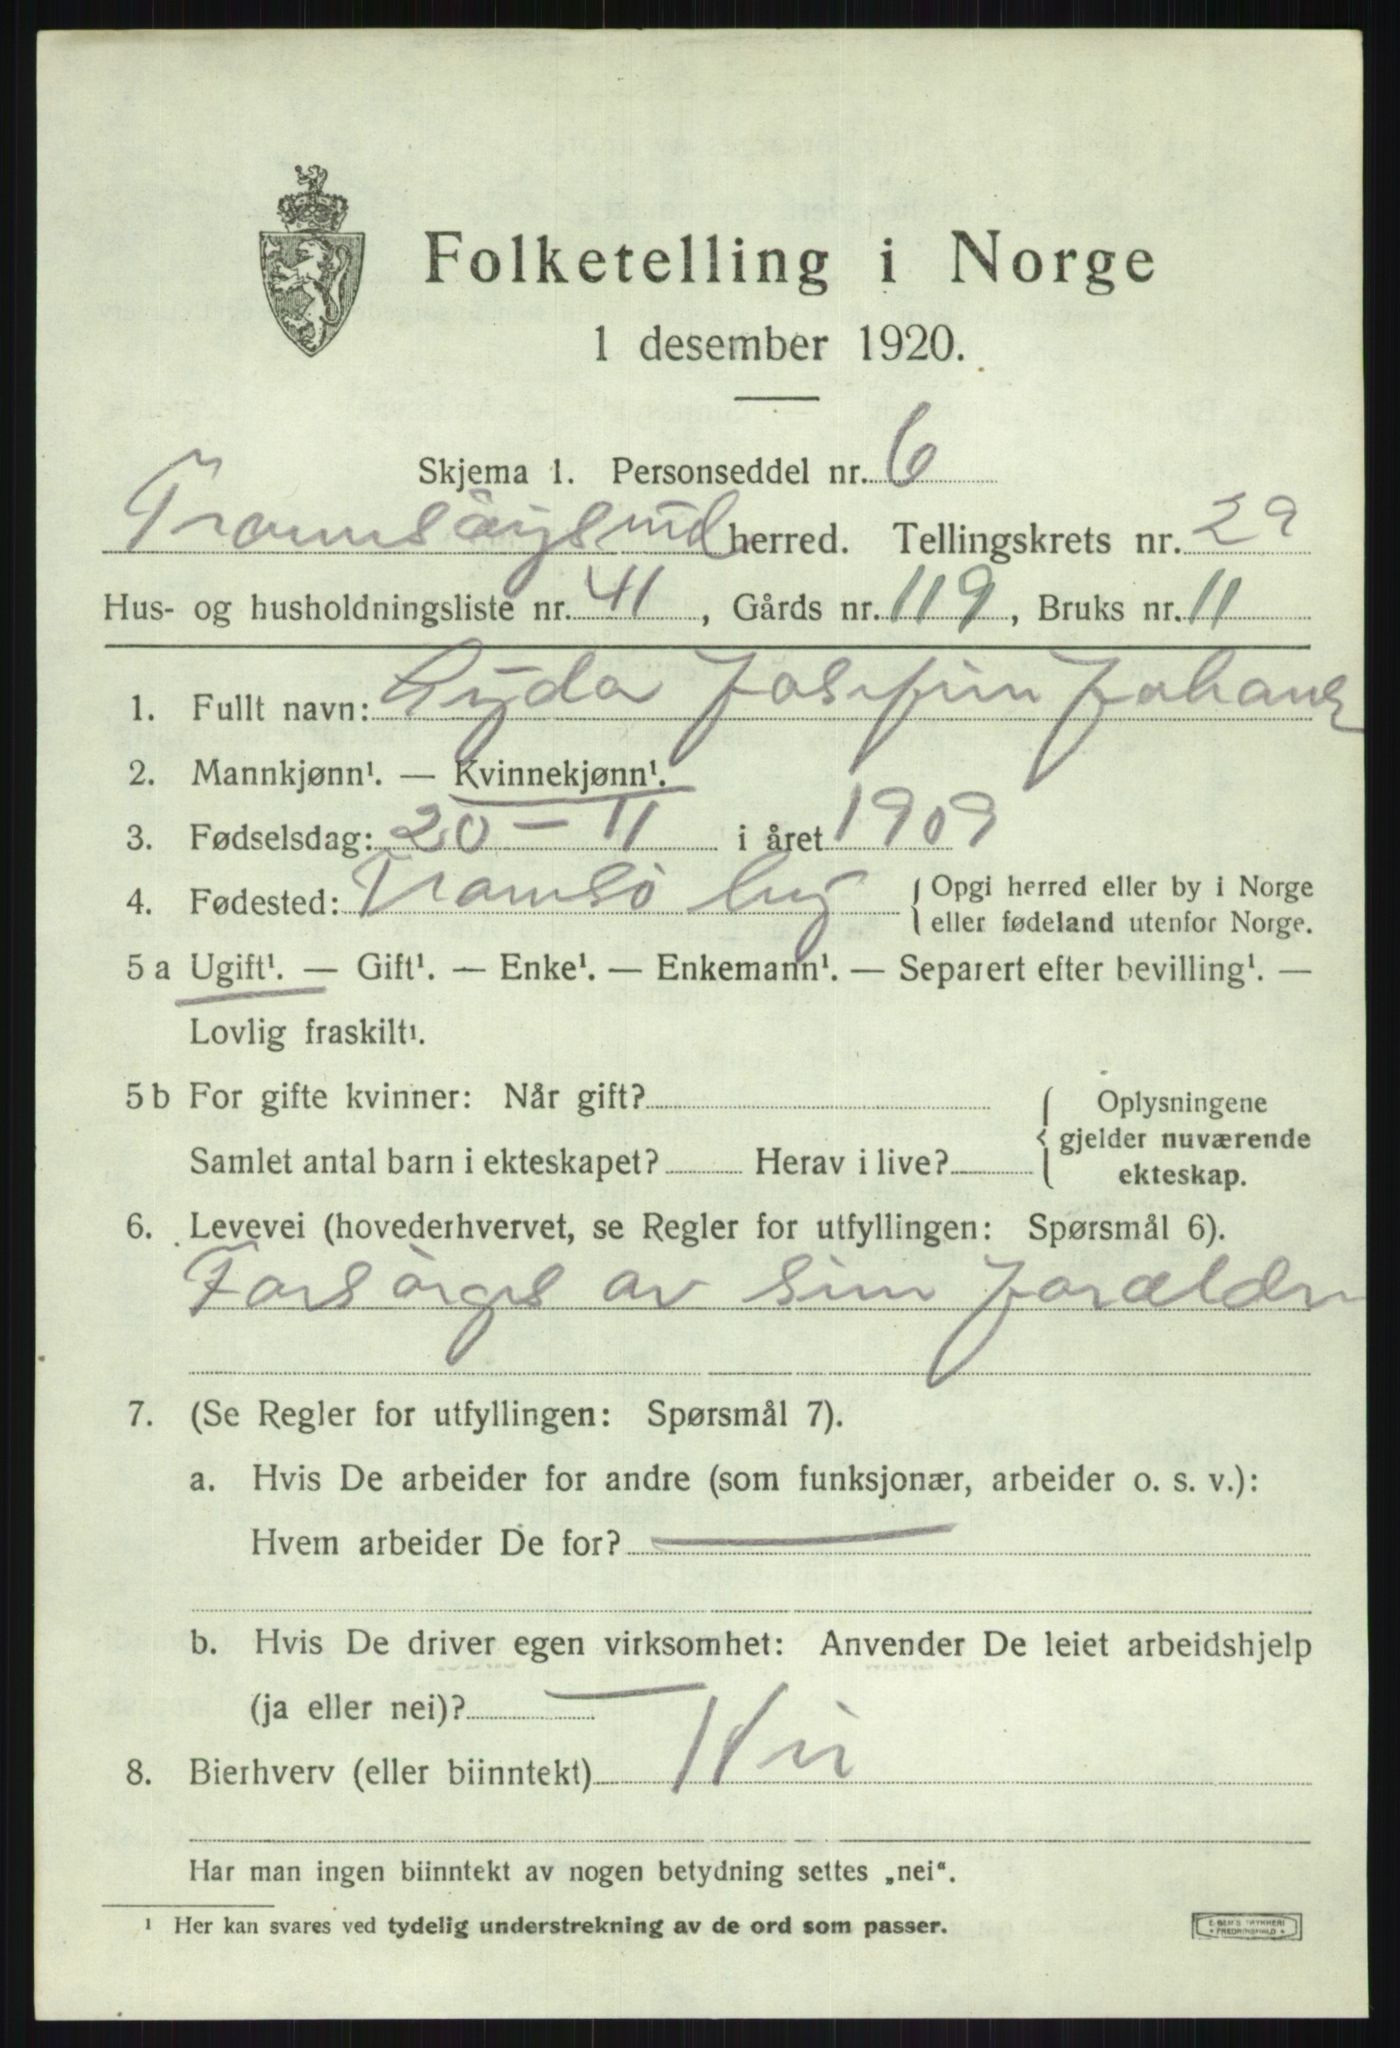 Folketelling i Norge
1 desember 1920.
Skjema 1. Personseddel nr. 6
Tromsöysund herred. Tellingskrets nr. 29
Hus- og husholdningsliste nr. 41, Gårds nr. 119, Bruks nr. 11
1. Fullt navn: Lyda Josefin Johans
2. Mannkjønn¹. — Kvinnekjønn¹.
3. Fødselsdag: 20 – 11 i året 1909
4. Fødested: Tromsö by { Opgi herred eller by i Norge
eller fødeland utenfor Norge.
5 a Ugift¹. — Gift¹. — Enke¹. — Enkemann¹. — Separert efter bevilling¹. —
Lovlig fraskilt¹.
5 b For gifte kvinner: Når gift?
Samlet antal barn i ekteskapet? Herav i live?
{ Oplysningene
gjelder nuværende
ekteskap.
6. Levevei (hovederhvervet, se Regler for utfyllingen: Spørsmål 6).
Forsörges av sine forældre
7. (Se Regler for utfyllingen: Spørsmål 7).
a. Hvis De arbeider for andre (som funksjonær, arbeider o. s. v.):
Hvem arbeider De for? —
b. Hvis De driver egen virksomhet: Anvender De leiet arbeidshjelp
(ja eller nei)? —
8. Bierhverv (eller biinntekt) Nei
Har man ingen biinntekt av nogen betydning settes „nei“.
¹ Her kan svares ved tydelig understrekning av de ord som passer.